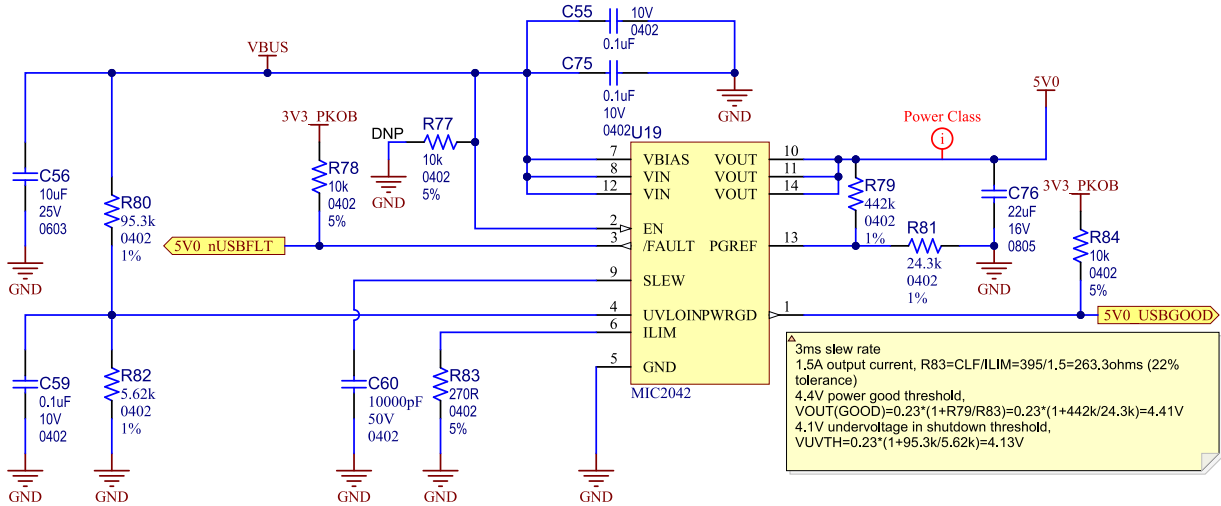 C55
10V
0402
0.1uF
VBUS
C75
0.1uF
10V
0402
5V0
3V3_PKOB
DNP
R77
10k
0402
5%
GND
GND
U19
Power Class
i
R78
10k
0402
5%
7
VBIAS
VOUT
10
8
VIN
VOUT
11
12
VIN
VOUT
14
C56
10uF
25V
0603
R80
95.3k
0402
1%
R79
442k
0402
1%
C76
22uF
16V
0805
3V3_PKOB
2
EN
5V0_nUSBFLT
3
/FAULT
PGREF
13
R81
24.3k
0402
1%
R84
10k
0402
5%
GND
GND
9
SLEW
4
UVLOIN
PWRGD
1
5V0_USBGOOD
6
ILIM
5
GND
MIC2042
C59
0.1uF
10V
0402
R82
5.62k
0402
1%
C60
10000pF
50V
0402
R83
270R
0402
5%
GND
GND
GND
GND
GND
3ms slew rate
1.5A output current, R83=CLF/ILIM=395/1.5=263.3ohms (22%
tolerance)
4.4V power good threshold,
VOUT(GOOD)=0.23*(1+R79/R83)=0.23*(1+442k/24.3k)=4.41V
4.1V undervoltage in shutdown threshold,
VUVTH=0.23*(1+95.3k/5.62k)=4.13V